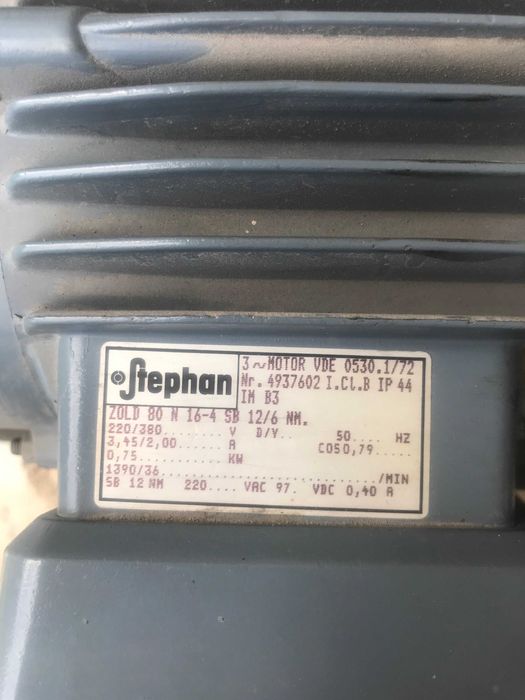 Stephan
3~MOTOR VDE 0530.1/72
Nr. 4937602 I.Cl.B IP 44
IM B3
ZOLD 80 N 16-4 SB 12/6 NM.
220/380........ V D/Y.. 50.... HZ
3,45/2,00....... A COS0,79....
0,75........... KW
1390/36............................../MIN
SB 12 NM 220.... VAC 97. VDC 0,40 A